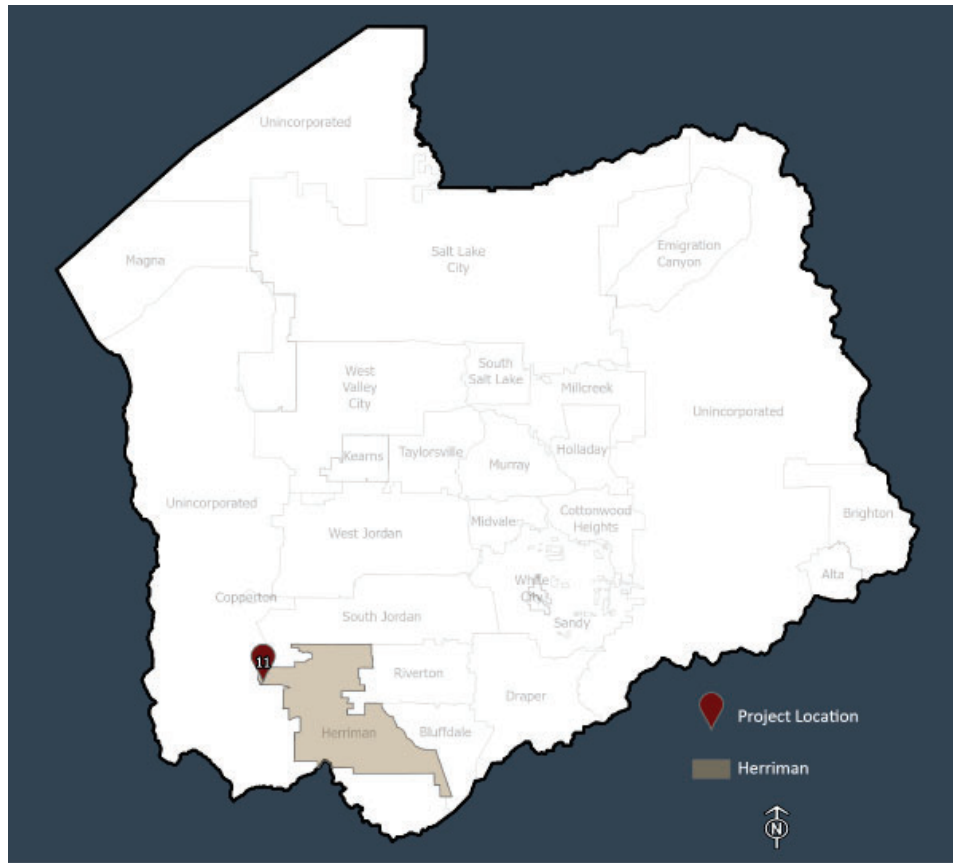 Unincorporated
Magna
Salt Lake
City
Emigration
Canyon
West
Valley
City
South
Salt Lake
Millcreek
Unincorporated
Kearns
Taylorsville
Murray
Holladay
Unincorporated
West Jordan
Midvale
Cottonwood
Heights
Brighton
Alta
Copperton
South Jordan
White
City
Sandy
11
Riverton
Draper
Herriman
Bluffdale
Project Location
Herriman
N